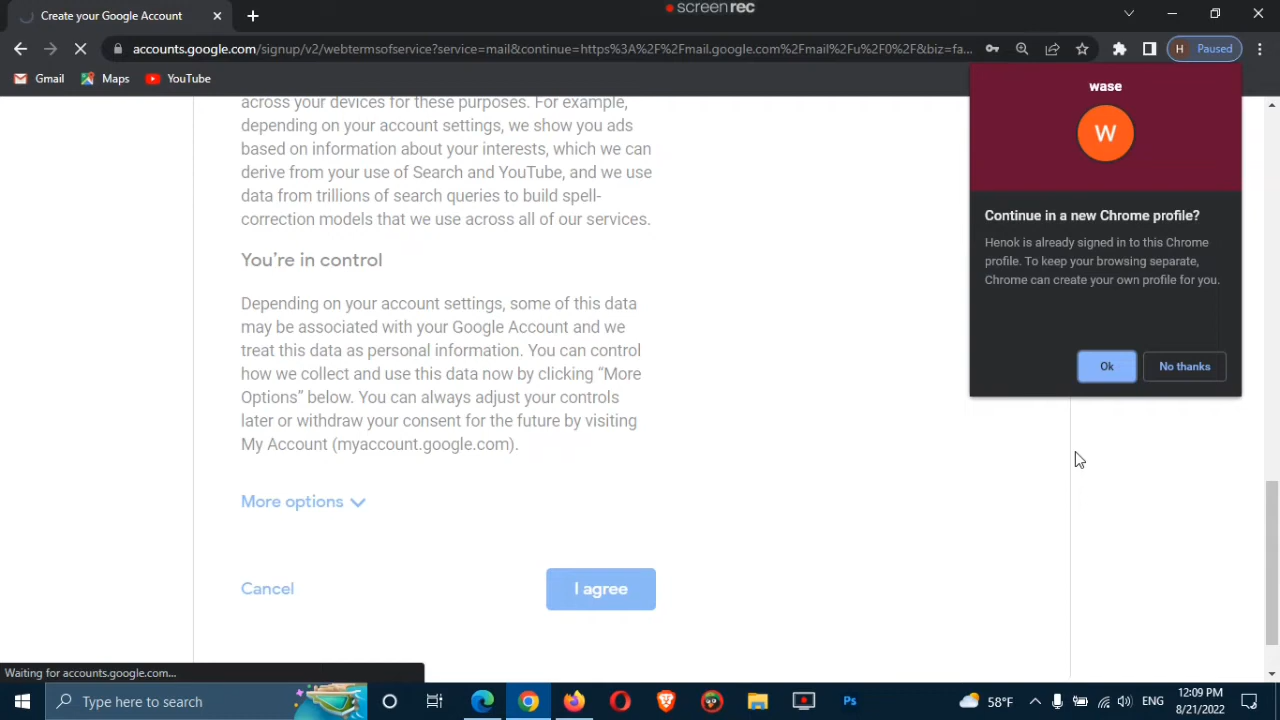 Create your Google Account
screenrec
accounts.google.com/signup/v2/webtermsofservice?service=mail&continue=https%3A%2F%2Fmail.google.com%2Fmail%2Fu%2F0%2F&biz=fa...
H Paused
Gmail Maps YouTube
across your devices for these purposes. For example,
depending on your account settings, we show you ads
based on information about your interests, which we can
derive from your use of Search and YouTube, and we use
data from trillions of search queries to build spell-
correction models that we use across all of our services.
You're in control
Depending on your account settings, some of this data
may be associated with your Google Account and we
treat this data as personal information. You can control
how we collect and use this data now by clicking “More
Options” below. You can always adjust your controls
later or withdraw your consent for the future by visiting
My Account (myaccount.google.com).
More options
Cancel
I agree
wase
W
Continue in a new Chrome profile?
Henok is already signed in to this Chrome
profile. To keep your browsing separate,
Chrome can create your own profile for you.
Ok
No thanks
Waiting for accounts.google.com...
Type here to search
Ps
58°F
ENG
12:09 PM
8/21/2022